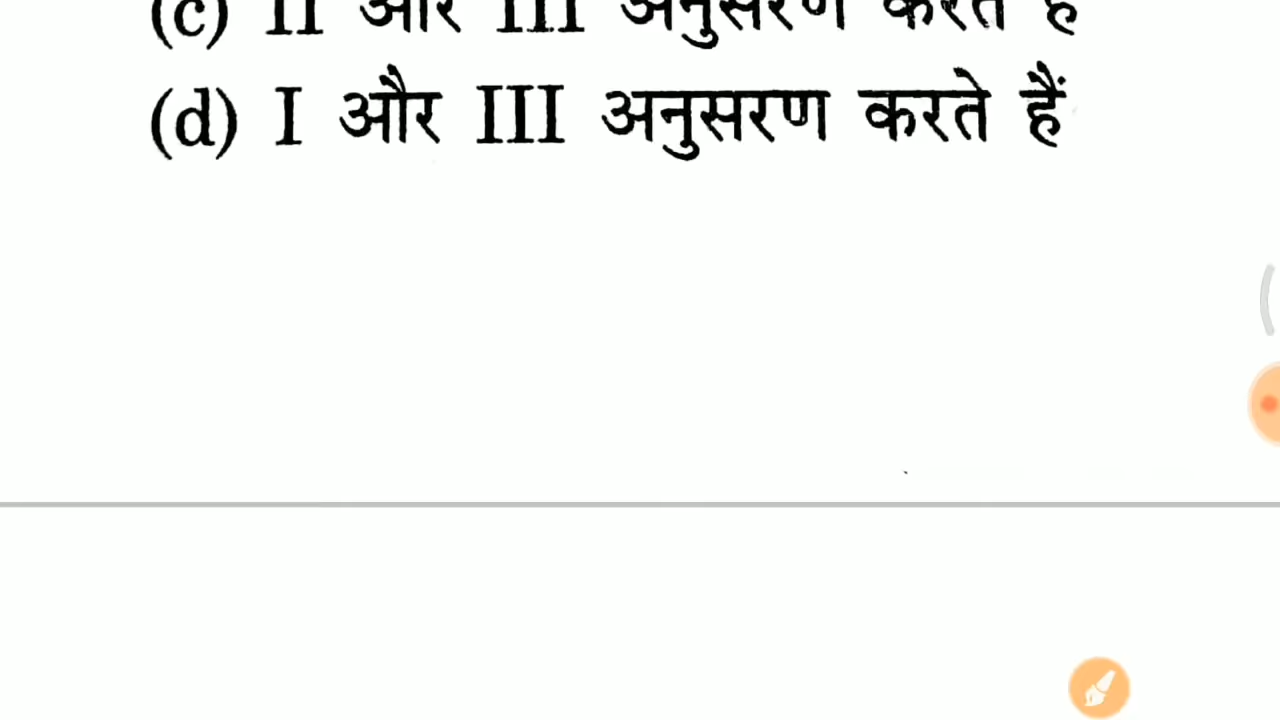 (c) II और III अनुसरण करते हैं
(d) I और III अनुसरण करते हैं